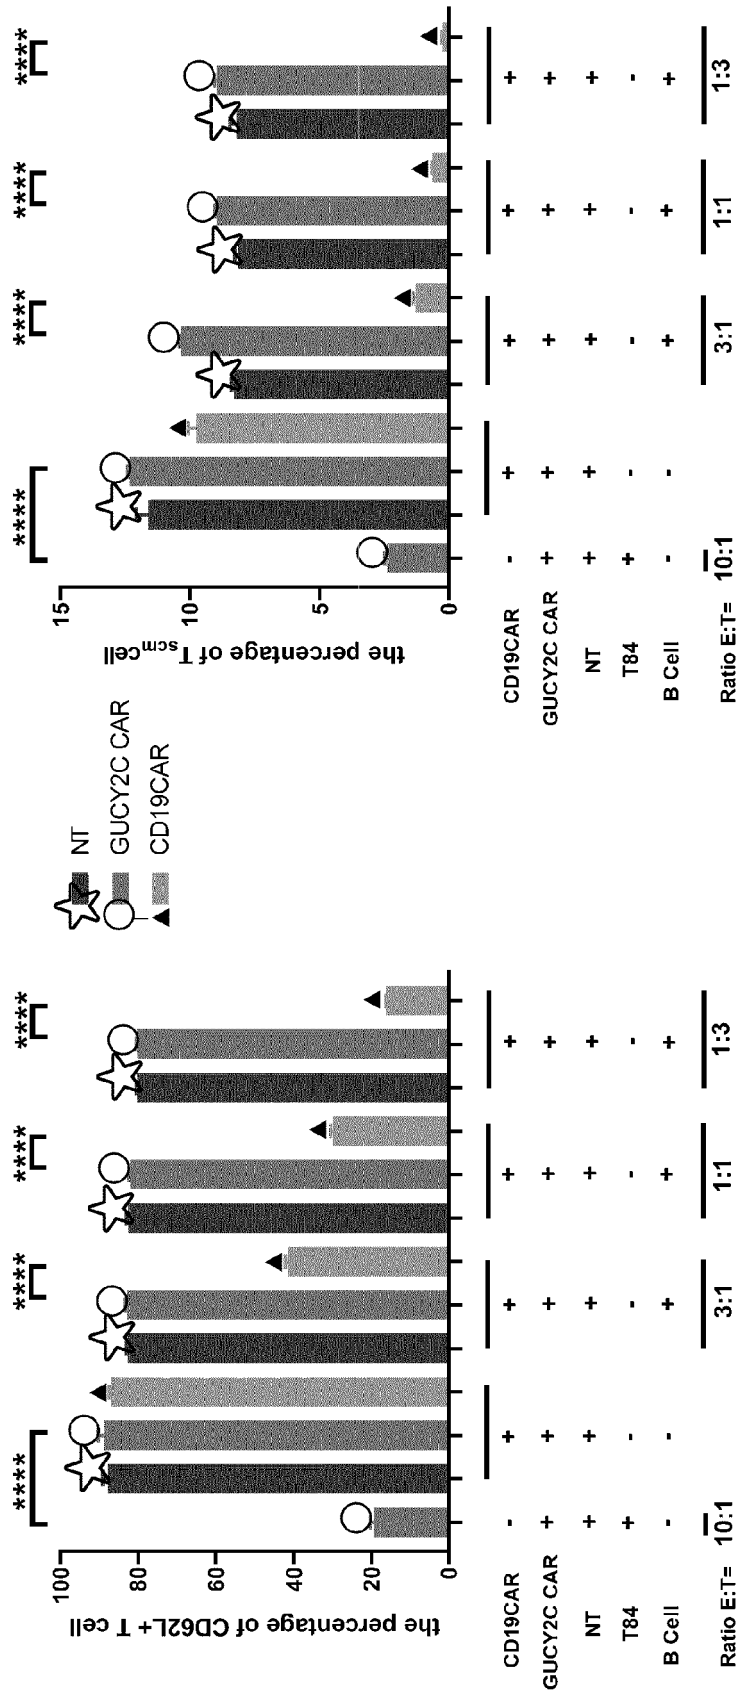 the percentage of CD62L+ T cell
100
80
60
40
20
0
****
****
****
****
CD19CAR - + + + +
GUCY2C CAR + + + + +
NT + + + + +
T84 + - - - -
B Cell - - + + +
Ratio E:T= 10:1 3:1 1:1 1:3
NT
GUCY2C CAR
CD19CAR
the percentage of Tscmcell
15
10
5
0
****
****
****
****
CD19CAR - + + + +
GUCY2C CAR + + + + +
NT + + + + +
T84 + - - - -
B Cell - - + + +
Ratio E:T= 10:1 3:1 1:1 1:3